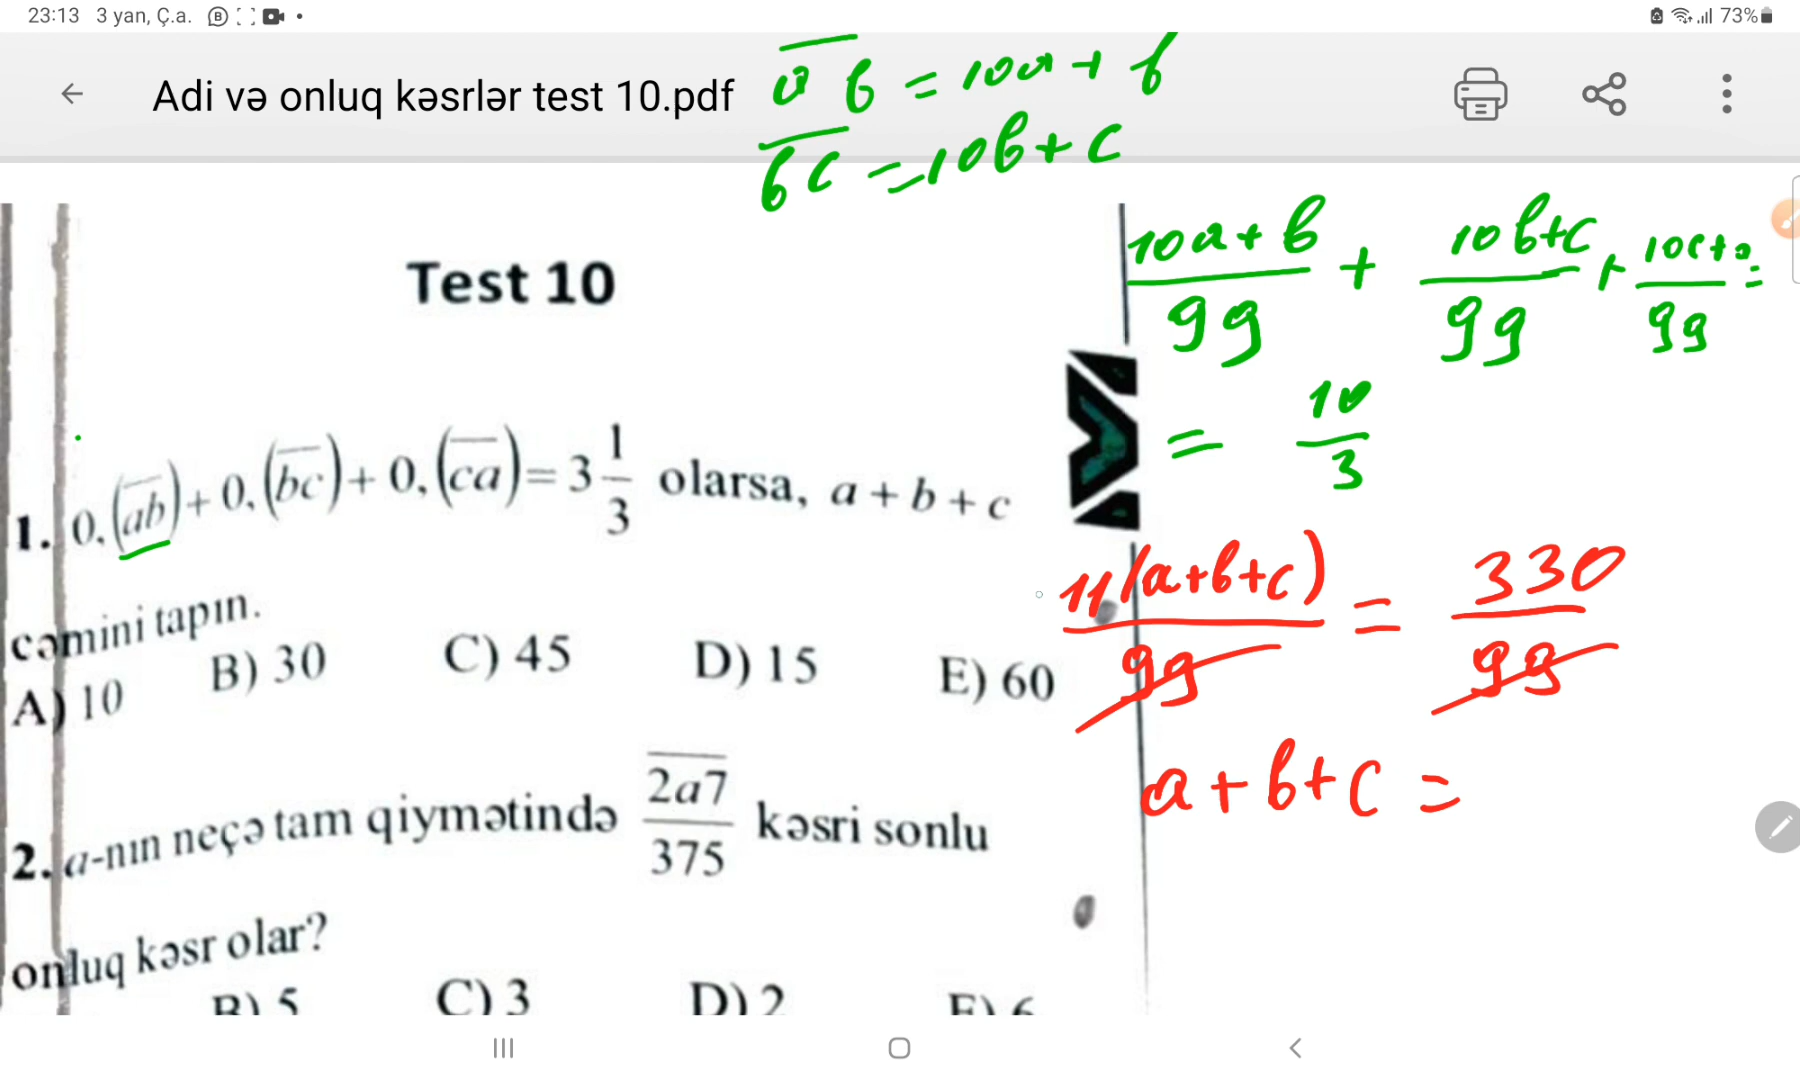 23:13 3 yan, Ç.a.
73%
Adi və onluq kəsrlər test 10.pdf
ab = 10a + b
bc = 10b + c
Test 10
10a + b / 99 + 10b+c / 99 + 10c+a / 99 =
= 10/3
1. 0,(ab) + 0,(bc) + 0,(ca) = 3 1/3 olarsa, a + b + c
cəmini tapın.
A) 10 B) 30 C) 45 D) 15 E) 60
11(a+b+c) / 99 = 330 / 99
a + b + c =
2. a-nın neçə tam qiymətində 2a7/375 kəsri sonlu
onluq kəsr olar?
B) 5 C) 3 D) 2 E) 6